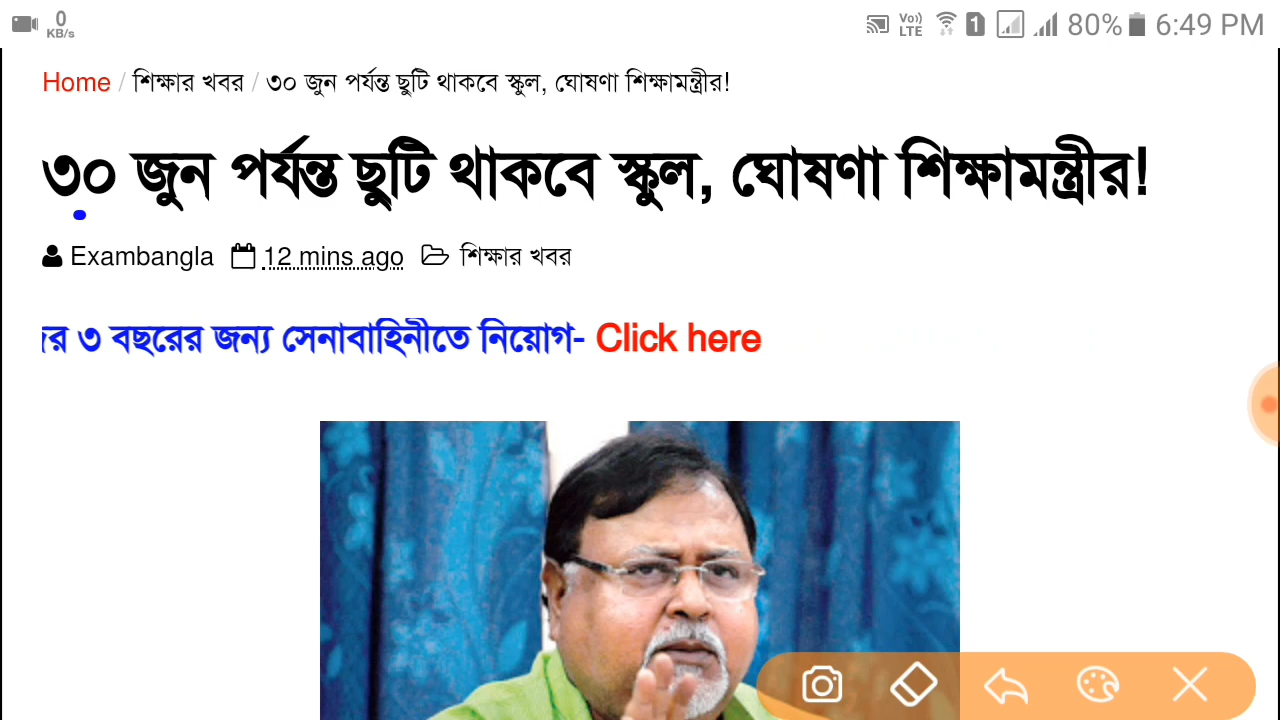 0 KB/s Vo) LTE 1 80% 6:49 PM
Home / শিক্ষার খবর / ৩০ জুন পর্যন্ত ছুটি থাকবে স্কুল, ঘোষণা শিক্ষামন্ত্রীর!
৩০ জুন পর্যন্ত ছুটি থাকবে স্কুল, ঘোষণা শিক্ষামন্ত্রীর!
Exambangla 12 mins ago শিক্ষার খবর
৩ বছরের জন্য সেনাবাহিনীতে নিয়োগ- Click here